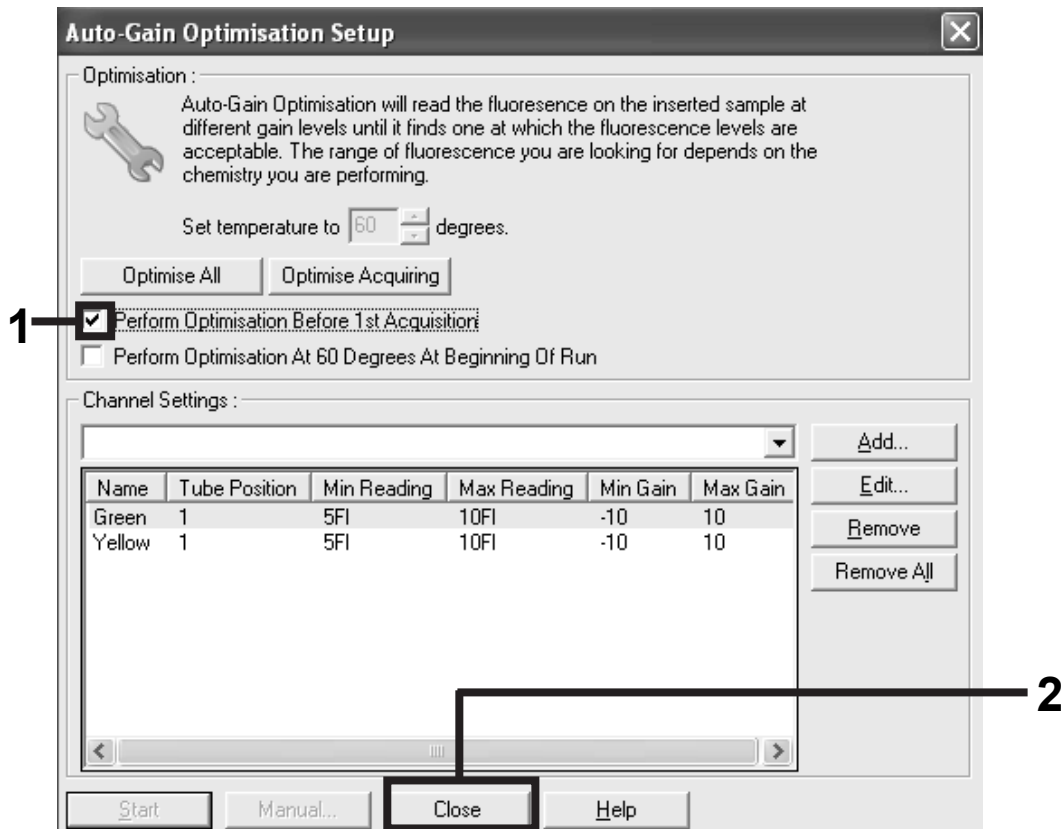 Auto-Gain Optimisation Setup
Optimisation :
Auto-Gain Optimisation will read the fluoresence on the inserted sample at
different gain levels until it finds one at which the fluorescence levels are
acceptable. The range of fluorescence you are looking for depends on the
chemistry you are performing.
Set temperature to 60 degrees.
Optimise All Optimise Acquiring
1 Perform Optimisation Before 1st Acquisition
Perform Optimisation At 60 Degrees At Beginning Of Run
Channel Settings :
Add...
Name Tube Position Min Reading Max Reading Min Gain Max Gain Edit...
Green 1 5Fl 10Fl -10 10
Remove
Yellow 1 5Fl 10Fl -10 10
Remove All
2
Start Manual... Close Help